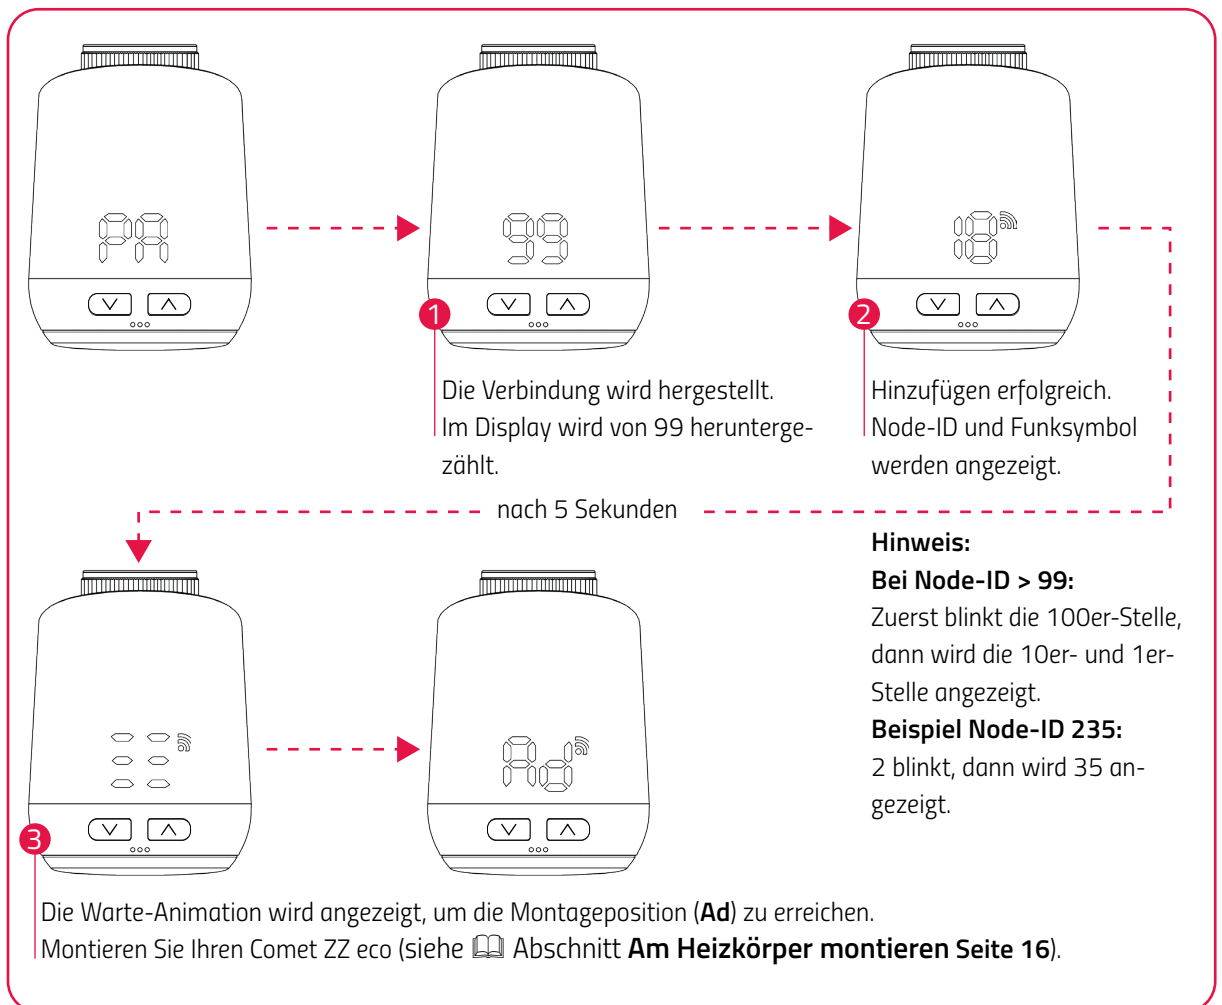 PA
99
18
1
2
Die Verbindung wird hergestellt.
Im Display wird von 99 herunterge-
zählt.
Hinzufügen erfolgreich.
Node-ID und Funksymbol
werden angezeigt.
nach 5 Sekunden
Hinweis:
Bei Node-ID > 99:
Zuerst blinkt die 100er-Stelle,
dann wird die 10er- und 1er-
Stelle angezeigt.
Beispiel Node-ID 235:
2 blinkt, dann wird 35 an-
gezeigt.
Ad
3
Die Warte-Animation wird angezeigt, um die Montageposition (Ad) zu erreichen.
Montieren Sie Ihren Comet ZZ eco (siehe Abschnitt Am Heizkörper montieren Seite 16).